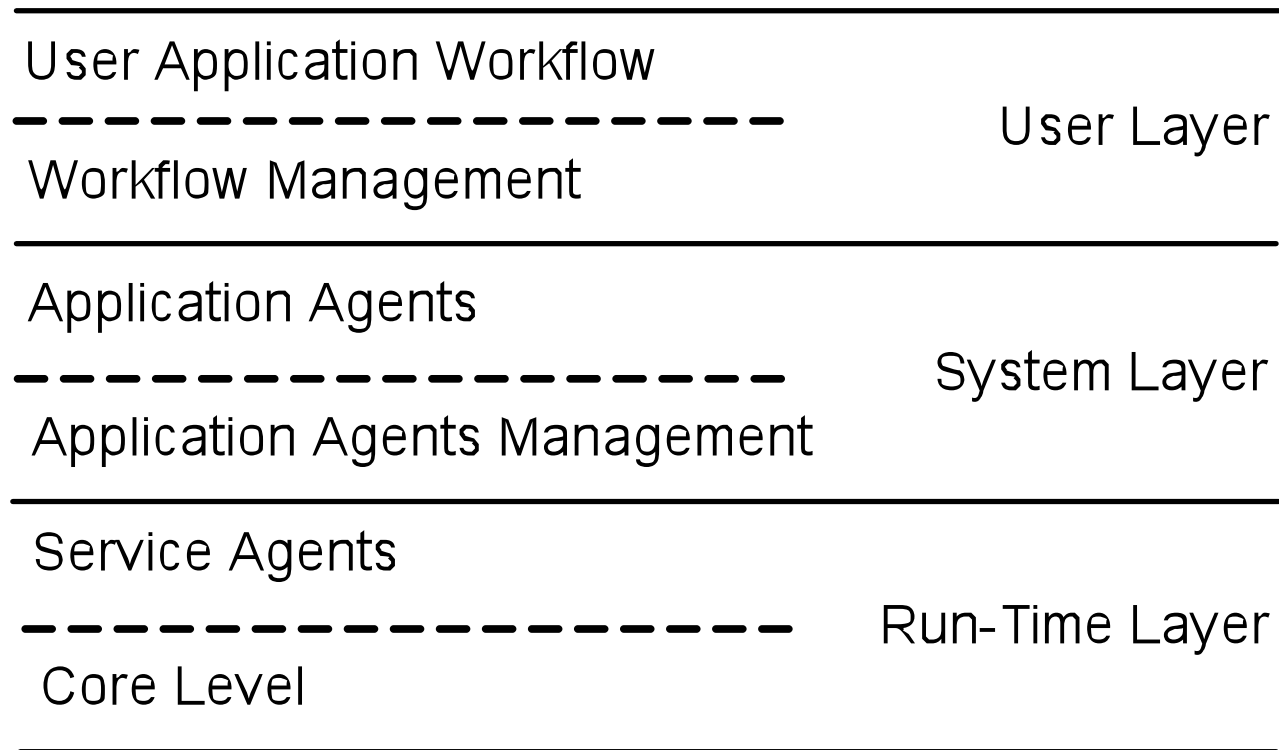 User Application Workflow
User Layer
Workflow Management
Application Agents
System Layer
Application Agents Management
Service Agents
Run-Time Layer
Core Level